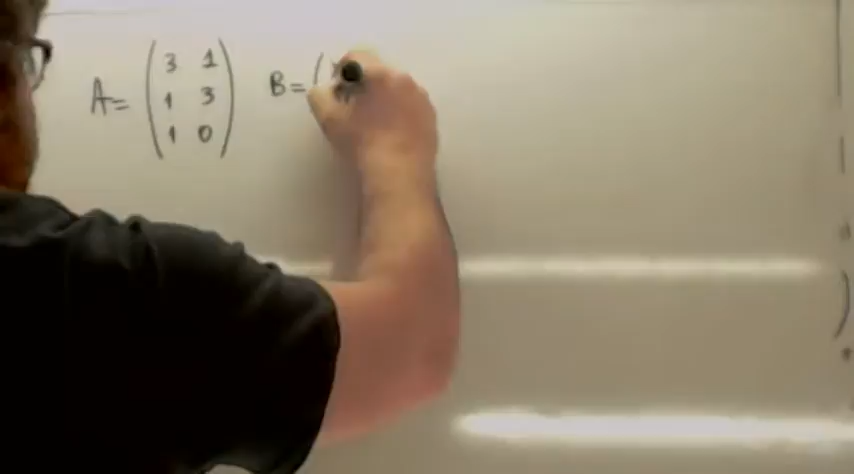 A = ( 3 1 B = (
1 3
1 0 )
)